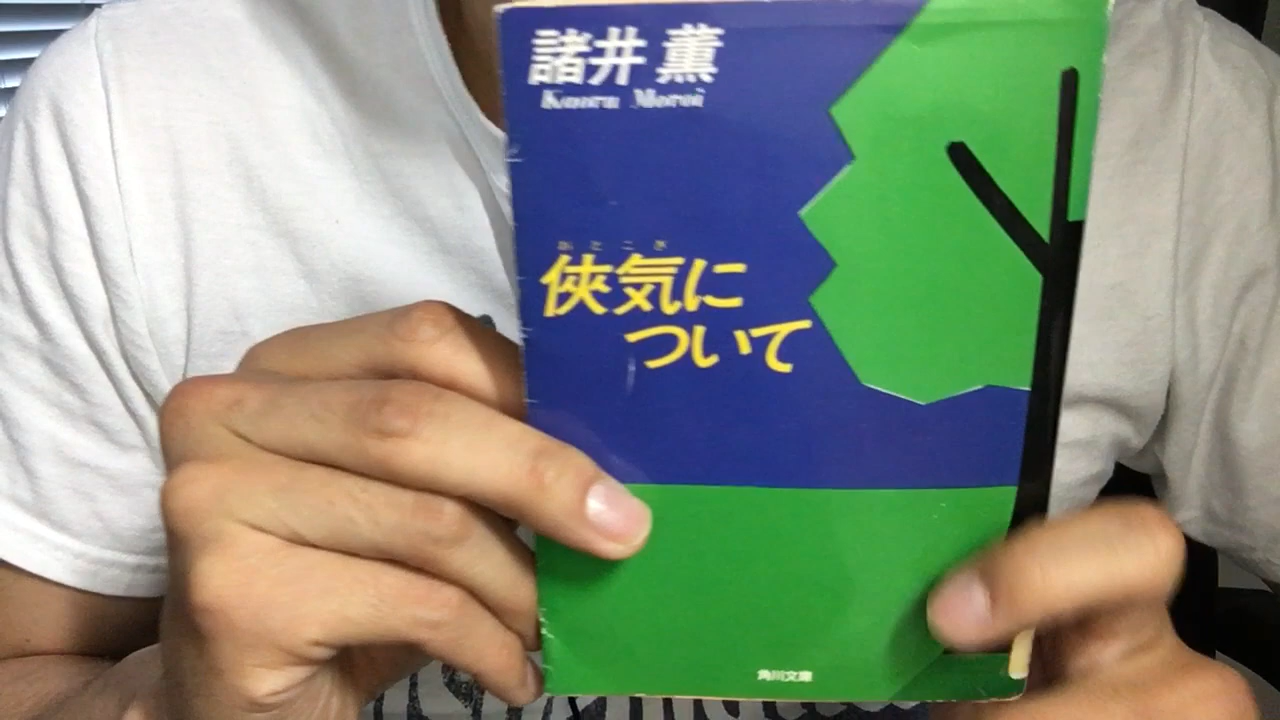 諸井 薫
Kaoru Moroi
おとこぎ
侠気に
ついて
角川文庫